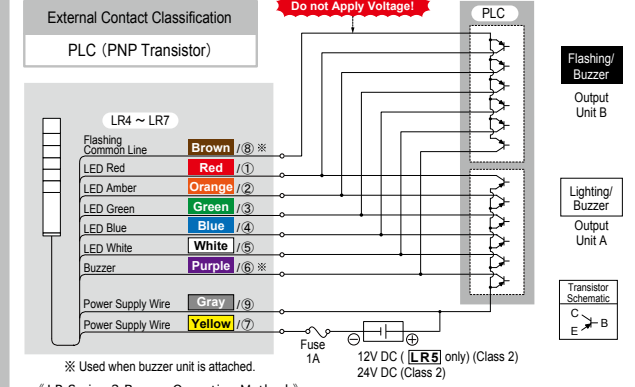 External Contact Classification
PLC (PNP Transistor)
Do not Apply Voltage!
PLC
Flashing/
Buzzer
Output
Unit B
LR4 ~ LR7
Flashing
Common Line
Brown /⑧ ※
LED Red
Red /①
LED Amber
Orange /②
LED Green
Green /③
LED Blue
Blue /④
LED White
White /⑤
Buzzer
Purple /⑥ ※
Power Supply Wire
Gray /⑨
Power Supply Wire
Yellow /⑦
Lighting/
Buzzer
Output
Unit A
Transistor
Schematic
C
B
E
Fuse
1A
⊖ ⊕
12V DC ( LR5 only) (Class 2)
24V DC (Class 2)
※ Used when buzzer unit is attached.